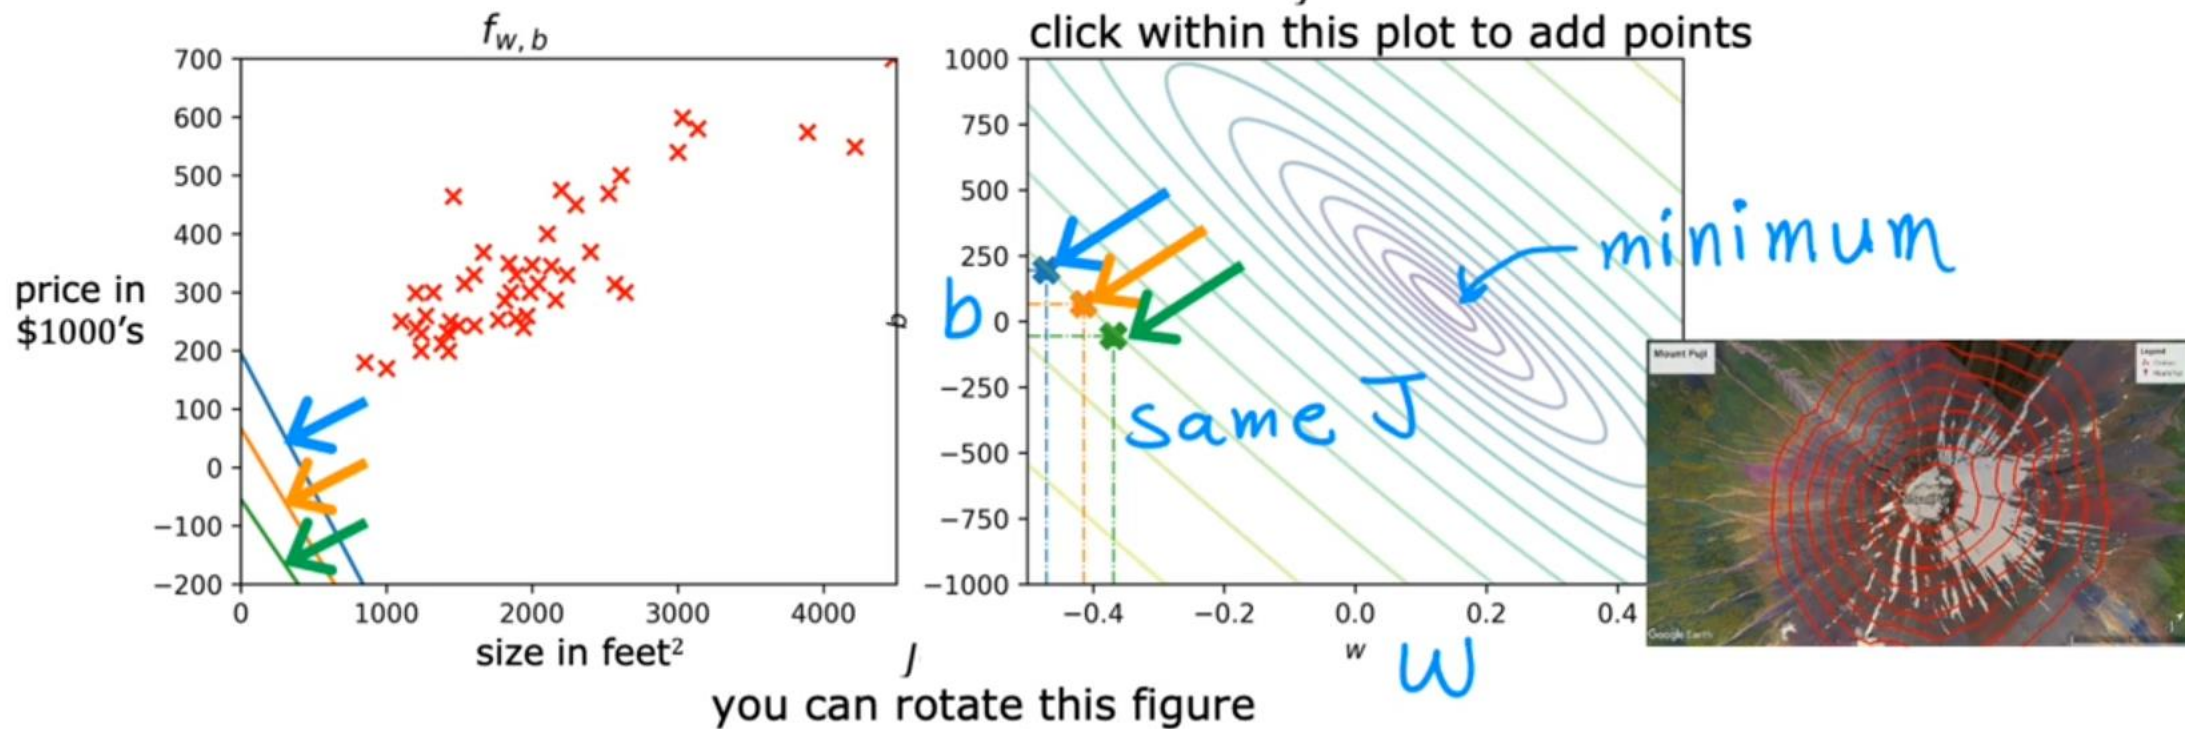 f_{w, b}
click within this plot to add points
700
600
500
400
300
200
100
0
−100
−200
price in
$1000's
0
1000
2000
3000
4000
size in feet²
1000
750
500
250
0
−250
−500
−750
−1000
b
b
−0.4
−0.2
0.0
0.2
0.4
w
W
minimum
same J
J
you can rotate this figure
Mount Fuji
Legend
Google Earth